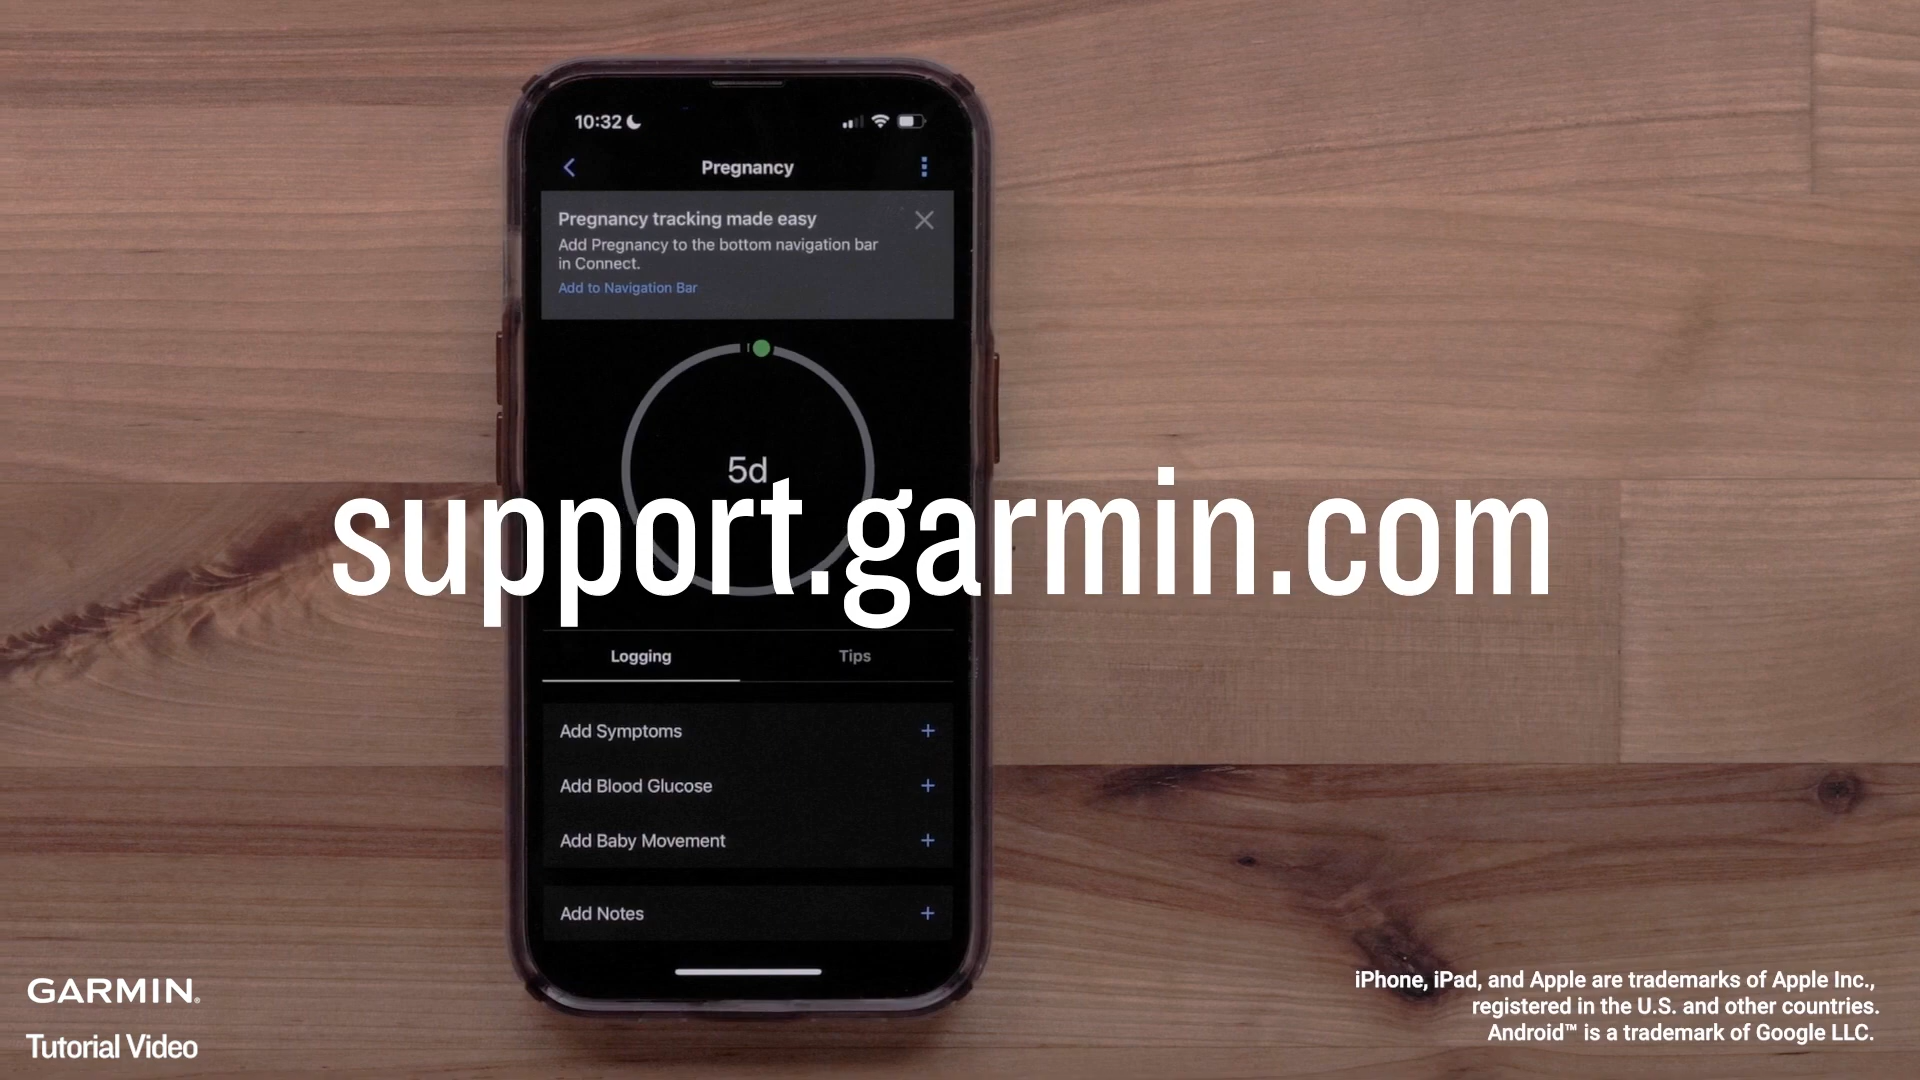 10:32
Pregnancy
Pregnancy tracking made easy
Add Pregnancy to the bottom navigation bar
in Connect.
Add to Navigation Bar
5d
support.garmin.com
Logging
Tips
Add Symptoms +
Add Blood Glucose +
Add Baby Movement +
Add Notes +
GARMIN®
Tutorial Video
iPhone, iPad, and Apple are trademarks of Apple Inc.,
registered in the U.S. and other countries.
Android™ is a trademark of Google LLC.